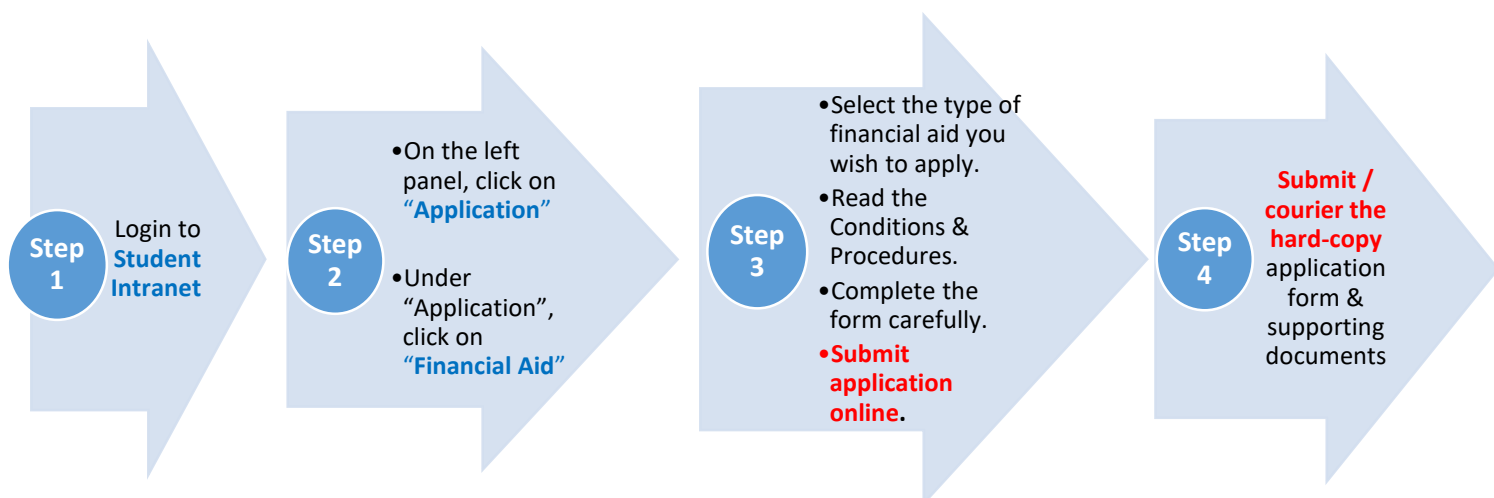 Step
1
Login to
Student
Intranet
Step
2
•On the left
panel, click on
“Application”
•Under
“Application”,
click on
“Financial Aid”
Step
3
•Select the type of
financial aid you
wish to apply.
•Read the
Conditions &
Procedures.
•Complete the
form carefully.
•Submit
application
online.
Step
4
Submit /
courier the
hard-copy
application
form &
supporting
documents